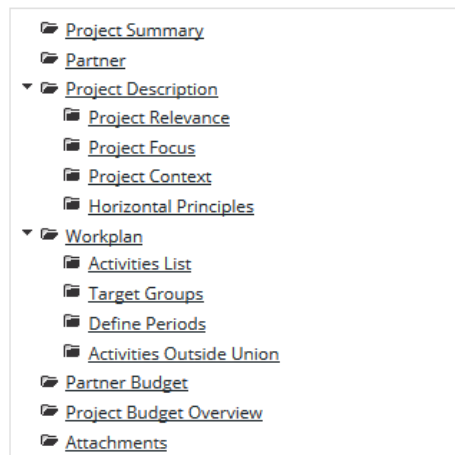 Project Summary
Partner
Project Description
Project Relevance
Project Focus
Project Context
Horizontal Principles
Workplan
Activities List
Target Groups
Define Periods
Activities Outside Union
Partner Budget
Project Budget Overview
Attachments